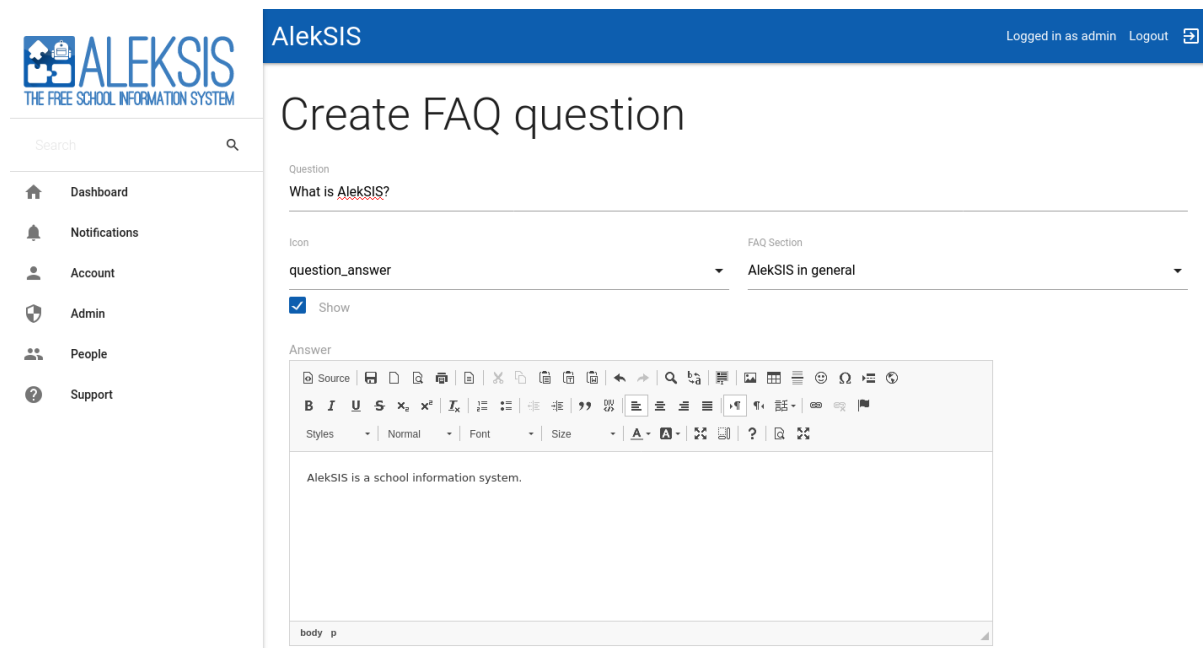 ALEKSIS
THE FREE SCHOOL INFORMATION SYSTEM
Search
Dashboard
Notifications
Account
Admin
People
Support
AlekSIS
Logged in as admin Logout
Create FAQ question
Question
What is AlekSIS?
Icon
question_answer
FAQ Section
AlekSIS in general
Show
Answer
Source
Styles Normal Font Size
AlekSIS is a school information system.
body p